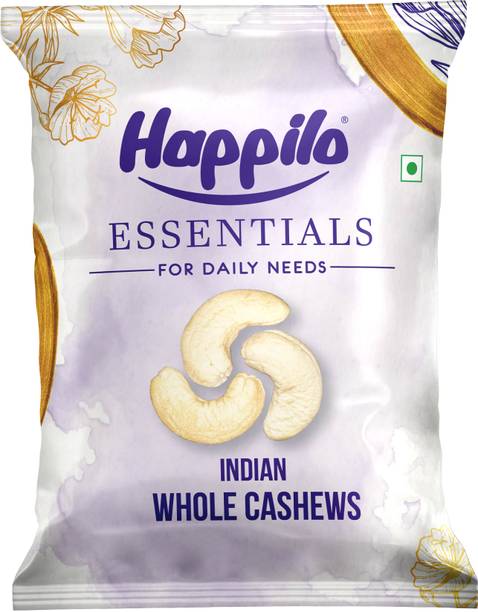 Happilo®
ESSENTIALS
FOR DAILY NEEDS
INDIAN
WHOLE CASHEWS